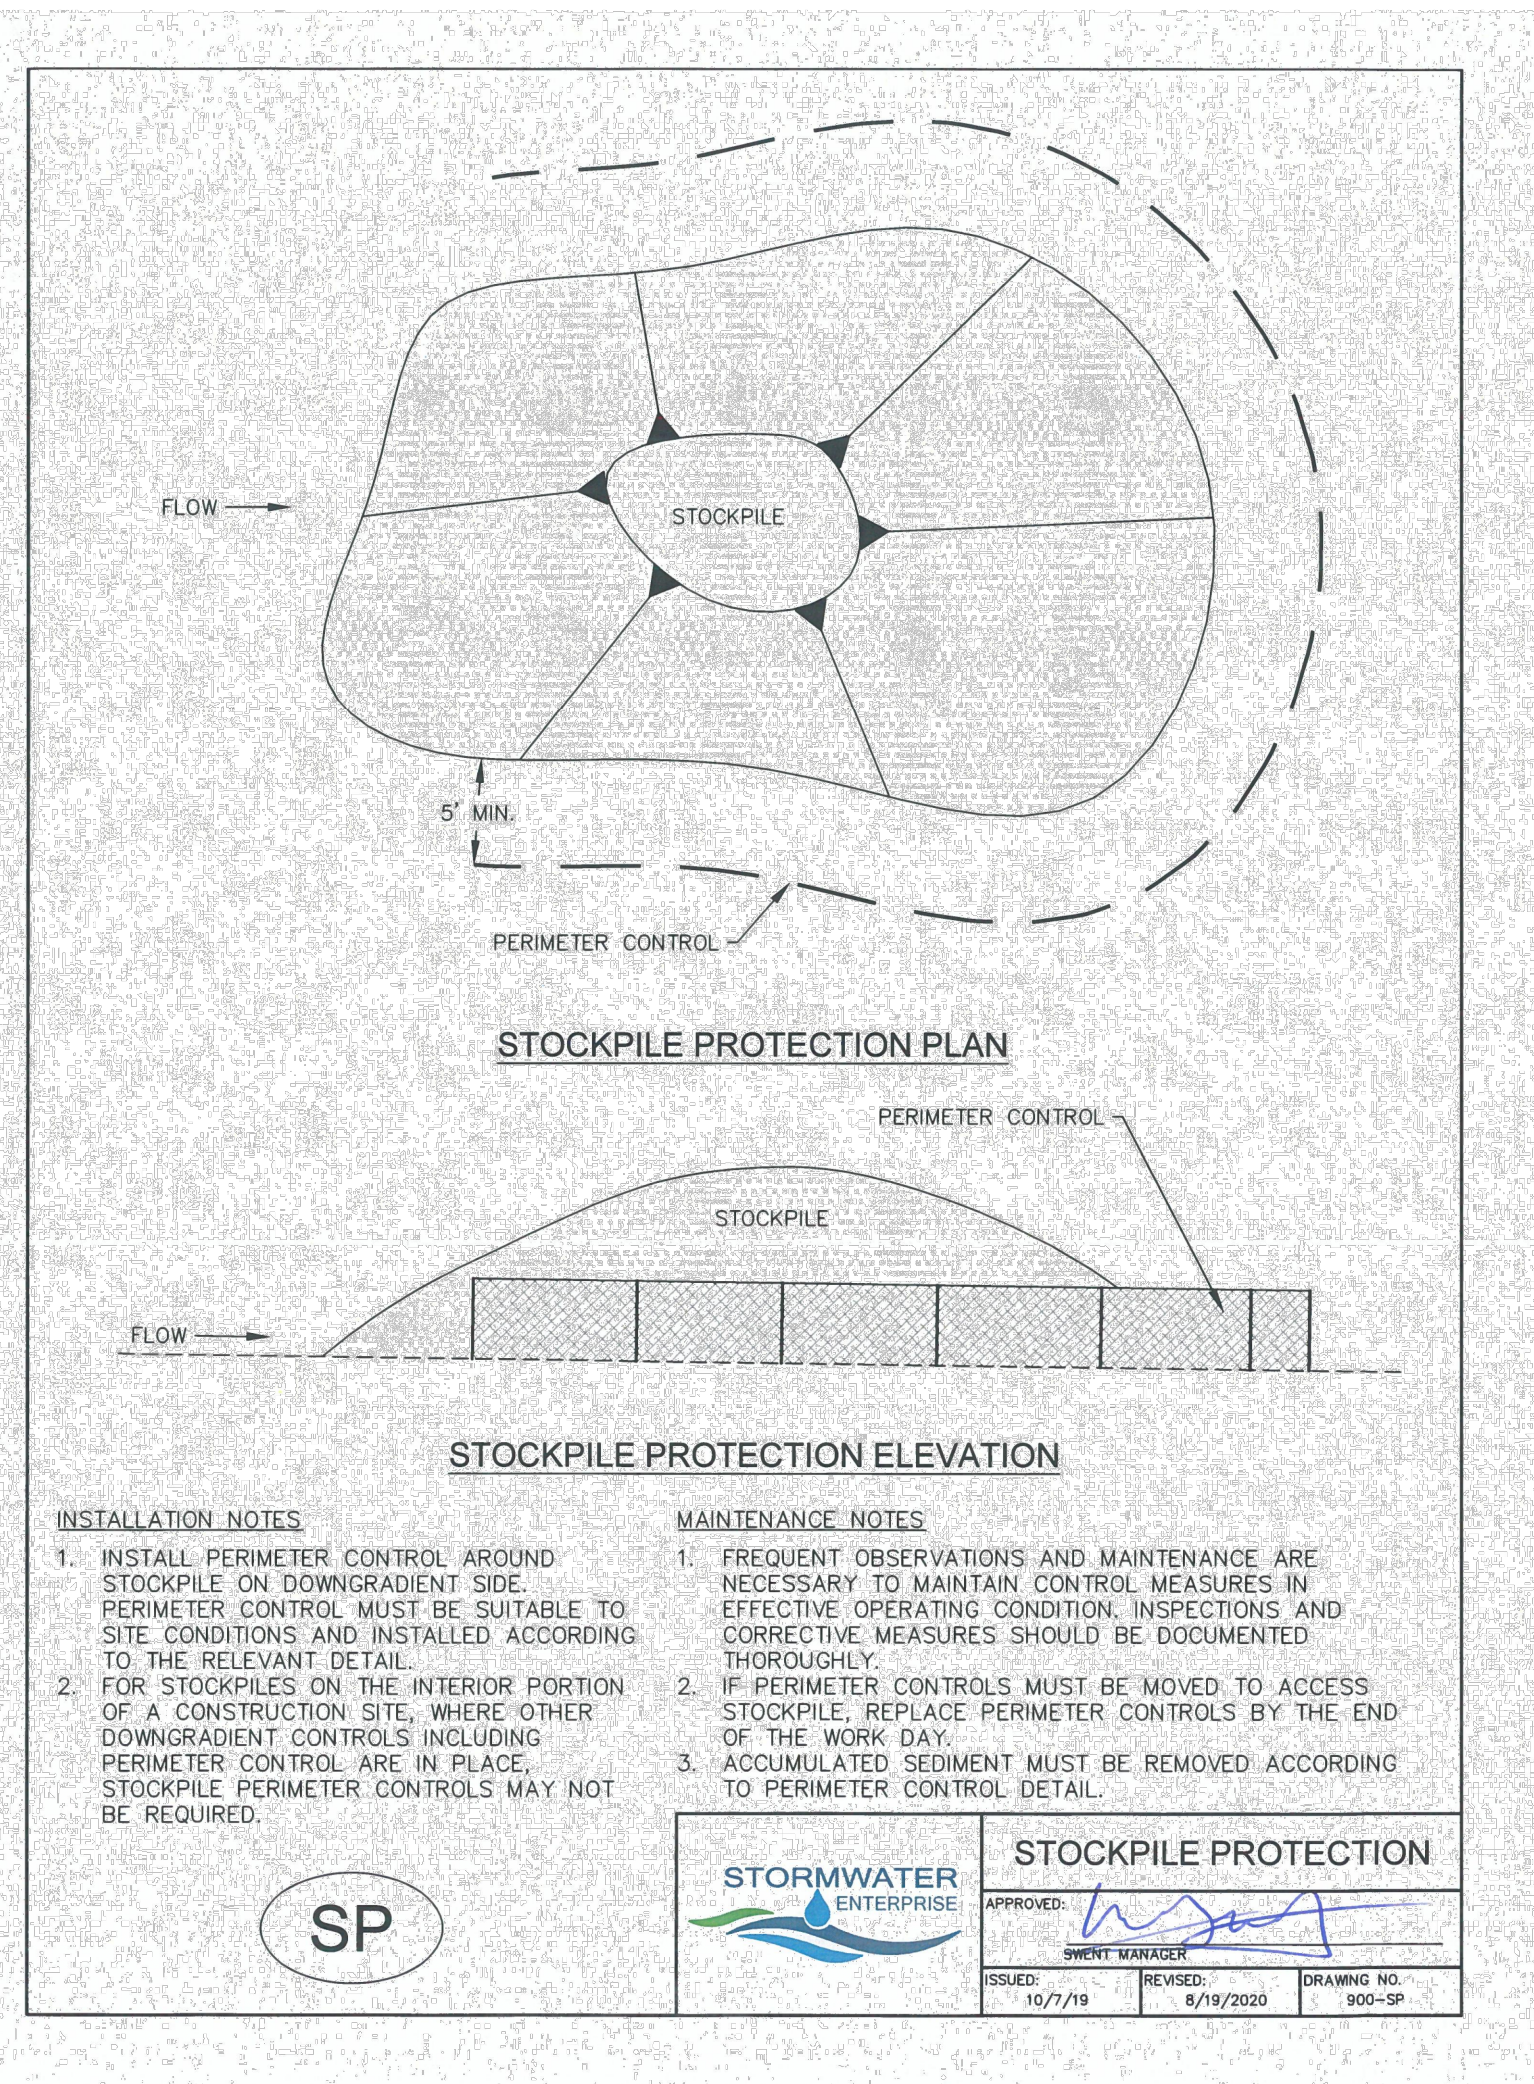 FLOW
STOCKPILE
5' MIN.
PERIMETER CONTROL
STOCKPILE PROTECTION PLAN
PERIMETER CONTROL
STOCKPILE
FLOW
STOCKPILE PROTECTION ELEVATION
INSTALLATION NOTES
1. INSTALL PERIMETER CONTROL AROUND
STOCKPILE ON DOWNGRADIENT SIDE.
PERIMETER CONTROL MUST BE SUITABLE TO
SITE CONDITIONS AND INSTALLED ACCORDING
TO THE RELEVANT DETAIL.
2. FOR STOCKPILES ON THE INTERIOR PORTION
OF A CONSTRUCTION SITE, WHERE OTHER
DOWNGRADIENT CONTROLS INCLUDING
PERIMETER CONTROL ARE IN PLACE,
STOCKPILE PERIMETER CONTROLS MAY NOT
BE REQUIRED.
MAINTENANCE NOTES
1. FREQUENT OBSERVATIONS AND MAINTENANCE ARE
NECESSARY TO MAINTAIN CONTROL MEASURES IN
EFFECTIVE OPERATING CONDITION. INSPECTIONS AND
CORRECTIVE MEASURES SHOULD BE DOCUMENTED
THOROUGHLY.
2. IF PERIMETER CONTROLS MUST BE MOVED TO ACCESS
STOCKPILE, REPLACE PERIMETER CONTROLS BY THE END
OF THE WORK DAY.
3. ACCUMULATED SEDIMENT MUST BE REMOVED ACCORDING
TO PERIMETER CONTROL DETAIL.
SP
STORMWATER
ENTERPRISE
STOCKPILE PROTECTION
APPROVED:
SWENT MANAGER
ISSUED:
10/7/19
REVISED:
8/19/2020
DRAWING NO.
900-SP